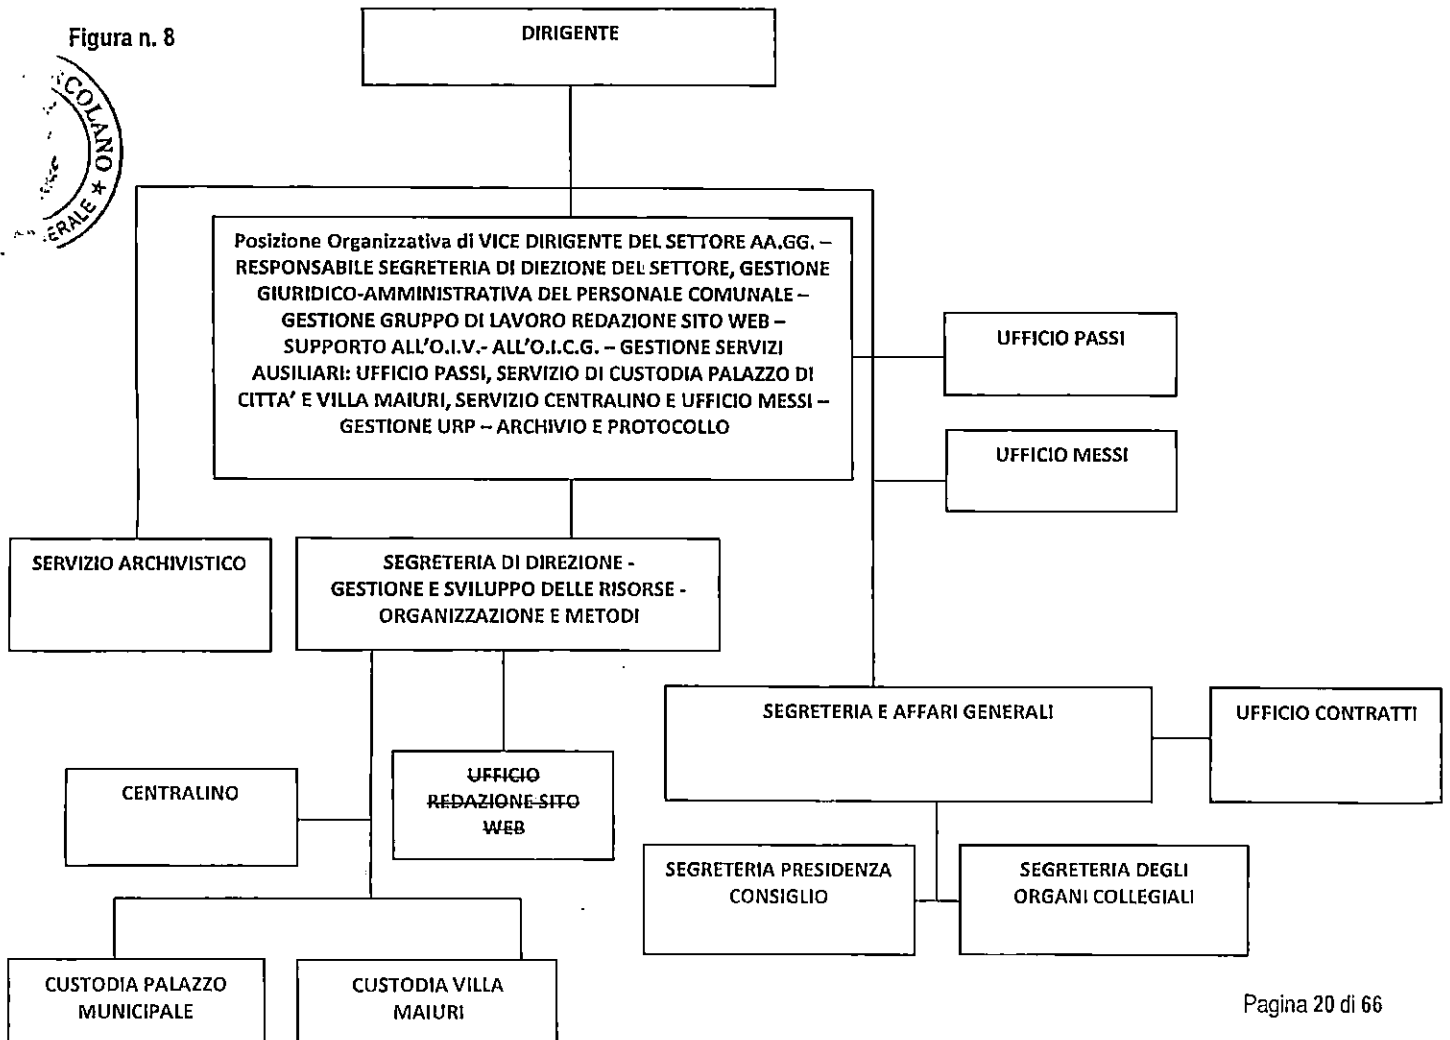 Figura n. 8
DIRIGENTE
COLANO *
ERALE
Posizione Organizzativa di VICE DIRIGENTE DEL SETTORE AA.GG. –
RESPONSABILE SEGRETERIA DI DIEZIONE DEL SETTORE, GESTIONE
GIURIDICO-AMMINISTRATIVA DEL PERSONALE COMUNALE –
GESTIONE GRUPPO DI LAVORO REDAZIONE SITO WEB –
SUPPORTO ALL'O.I.V.- ALL'O.I.C.G. – GESTIONE SERVIZI
AUSILIARI: UFFICIO PASSI, SERVIZIO DI CUSTODIA PALAZZO DI
CITTA' E VILLA MAIURI, SERVIZIO CENTRALINO E UFFICIO MESSI –
GESTIONE URP – ARCHIVIO E PROTOCOLLO
UFFICIO PASSI
UFFICIO MESSI
SERVIZIO ARCHIVISTICO
SEGRETERIA DI DIREZIONE -
GESTIONE E SVILUPPO DELLE RISORSE -
ORGANIZZAZIONE E METODI
SEGRETERIA E AFFARI GENERALI
UFFICIO CONTRATTI
CENTRALINO
UFFICIO
REDAZIONE SITO
WEB
SEGRETERIA PRESIDENZA
CONSIGLIO
SEGRETERIA DEGLI
ORGANI COLLEGIALI
CUSTODIA PALAZZO
MUNICIPALE
CUSTODIA VILLA
MAIURI
Pagina 20 di 66